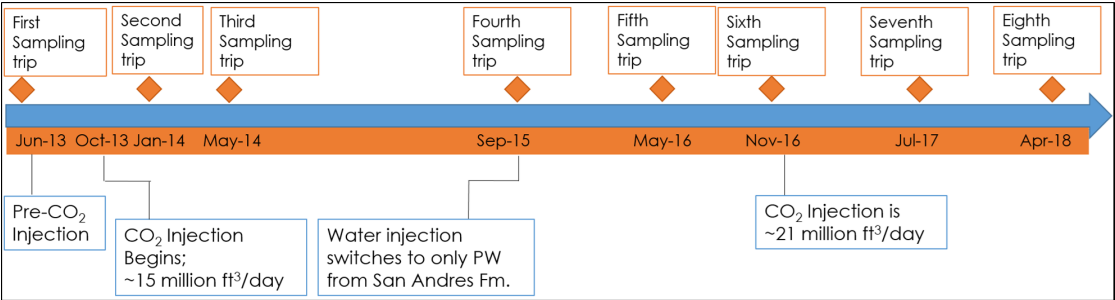 First
Sampling
trip
Second
Sampling
trip
Third
Sampling
trip
Fourth
Sampling
trip
Fifth
Sampling
trip
Sixth
Sampling
trip
Seventh
Sampling
trip
Eighth
Sampling
trip
Jun-13 Oct-13 Jan-14 May-14 Sep-15 May-16 Nov-16 Jul-17 Apr-18
Pre-CO₂
Injection
CO₂ Injection
Begins;
~15 million ft³/day
Water injection
switches to only PW
from San Andres Fm.
CO₂ Injection is
~21 million ft³/day